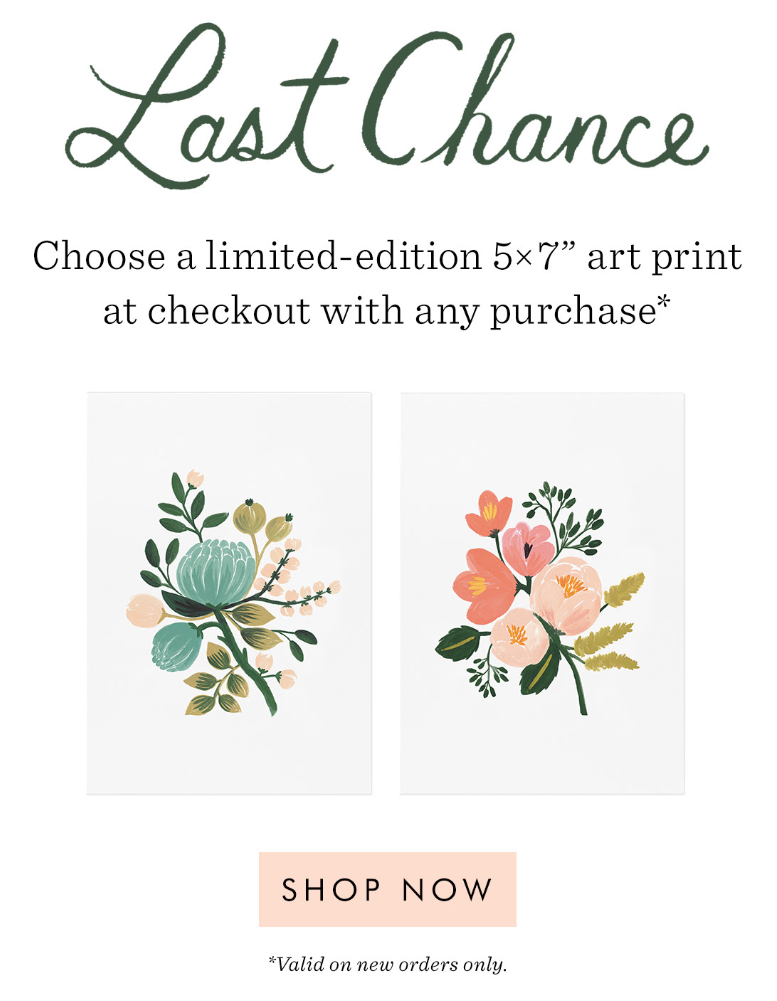 Last Chance
Choose a limited-edition 5×7” art print
at checkout with any purchase*
SHOP NOW
*Valid on new orders only.